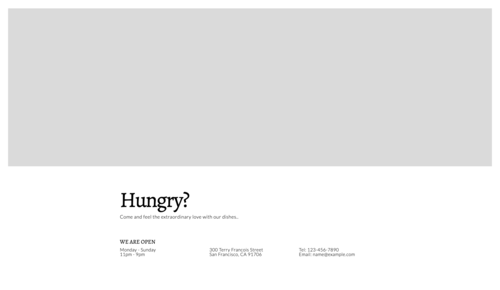 Hungry?
Come and feel the extraordinary love with our dishes..
WE ARE OPEN
Monday - Sunday
11pm - 9pm
300 Terry Francois Street
San Francisco, CA 91706
Tel: 123-456-7890
Email: name@example.com